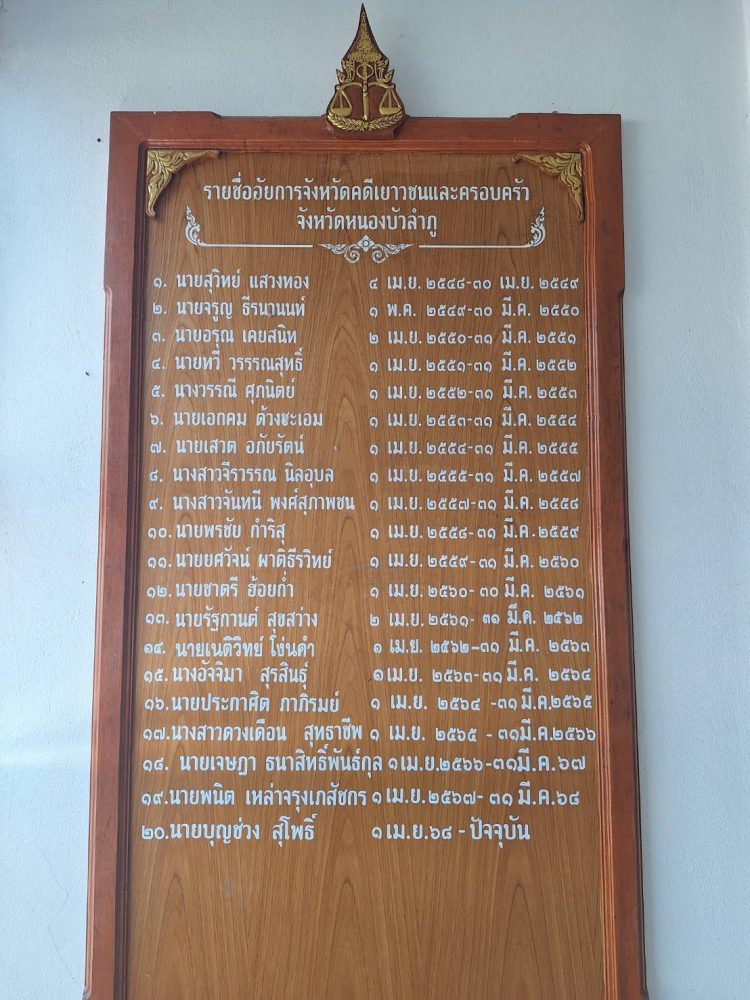 รายชื่ออัยการจังหวัดคดีเยาวชนและครอบครัว
จังหวัดหนองบัวลำภู
๑. นายสุวิทย์ แสวงทอง ๔ เม.ย. ๒๕๔๘-๓๐ เม.ย. ๒๕๔๙
๒. นายจรูญ ธีรนานนท์ ๑ พ.ค. ๒๕๔๙-๓๐ มี.ค. ๒๕๕๐
๓. นายอรุณ เคยสนิท ๒ เม.ย. ๒๕๕๐-๓๑ มี.ค. ๒๕๕๑
๔. นายทวี วรรรณสุทธิ์ ๑ เม.ย. ๒๕๕๑-๓๑ มี.ค. ๒๕๕๒
๕. นางวรรณี ศุภนิตย์ ๑ เม.ย. ๒๕๕๒-๓๑ มี.ค. ๒๕๕๓
๖. นายเอกคม ด้วงชะเอม ๑ เม.ย. ๒๕๕๓-๓๑ มี.ค. ๒๕๕๔
๗. นายเสวต อภัยรัตน์ ๑ เม.ย. ๒๕๕๔-๓๑ มี.ค. ๒๕๕๕
๘. นางสาวจีรารรณ นิลอุบล ๑ เม.ย. ๒๕๕๕-๓๑ มี.ค. ๒๕๕๗
๙. นางสาวจันทนี พงศ์สุภาพชน ๑ เม.ย. ๒๕๕๗-๓๑ มี.ค. ๒๕๕๘
๑๐. นายพรชัย กำริสุ ๑ เม.ย. ๒๕๕๘-๓๑ มี.ค. ๒๕๕๙
๑๑. นายยศวัจน์ ผาติธีรวิทย์ ๑ เม.ย. ๒๕๕๙-๓๑ มี.ค. ๒๕๖๐
๑๒. นายชาตรี ฮ้อยก่ำ ๑ เม.ย. ๒๕๖๐- ๓๐ มี.ค. ๒๕๖๑
๑๓. นายรัฐกานต์ สุขสว่าง ๒ เม.ย. ๒๕๖๑- ๓๑ มี.ค. ๒๕๖๒
๑๔. นายเนติวิทย์ โง่นคำ ๑ เม.ย. ๒๕๖๒-๓๑ มี.ค. ๒๕๖๓
๑๕. นางอัจจิมา สุรสินธุ์ ๑ เม.ย. ๒๕๖๓-๓๑ มี.ค. ๒๕๖๔
๑๖. นายประกาศิต ภาภิรมย์ ๑ เม.ย. ๒๕๖๔ -๓๑ มี.ค.๒๕๖๕
๑๗. นางสาวดวงเดือน สุทธาชีพ ๑ เม.ย. ๒๕๖๕ - ๓๑มี.ค.๒๕๖๖
๑๘. นายเจษฎา ธนาสิทธิ์พันธ์กุล ๑ เม.ย.๒๕๖๖-๓๑มี.ค.๖๗
๑๙.นายพนิต เหล่าจรุงเภสัชกร ๑ เม.ย.๒๕๖๗- ๓๑ มี.ค.๖๘
๒๐.นายบุญช่วง สุโพธิ์ ๑ เม.ย.๖๘ - ปัจจุบัน